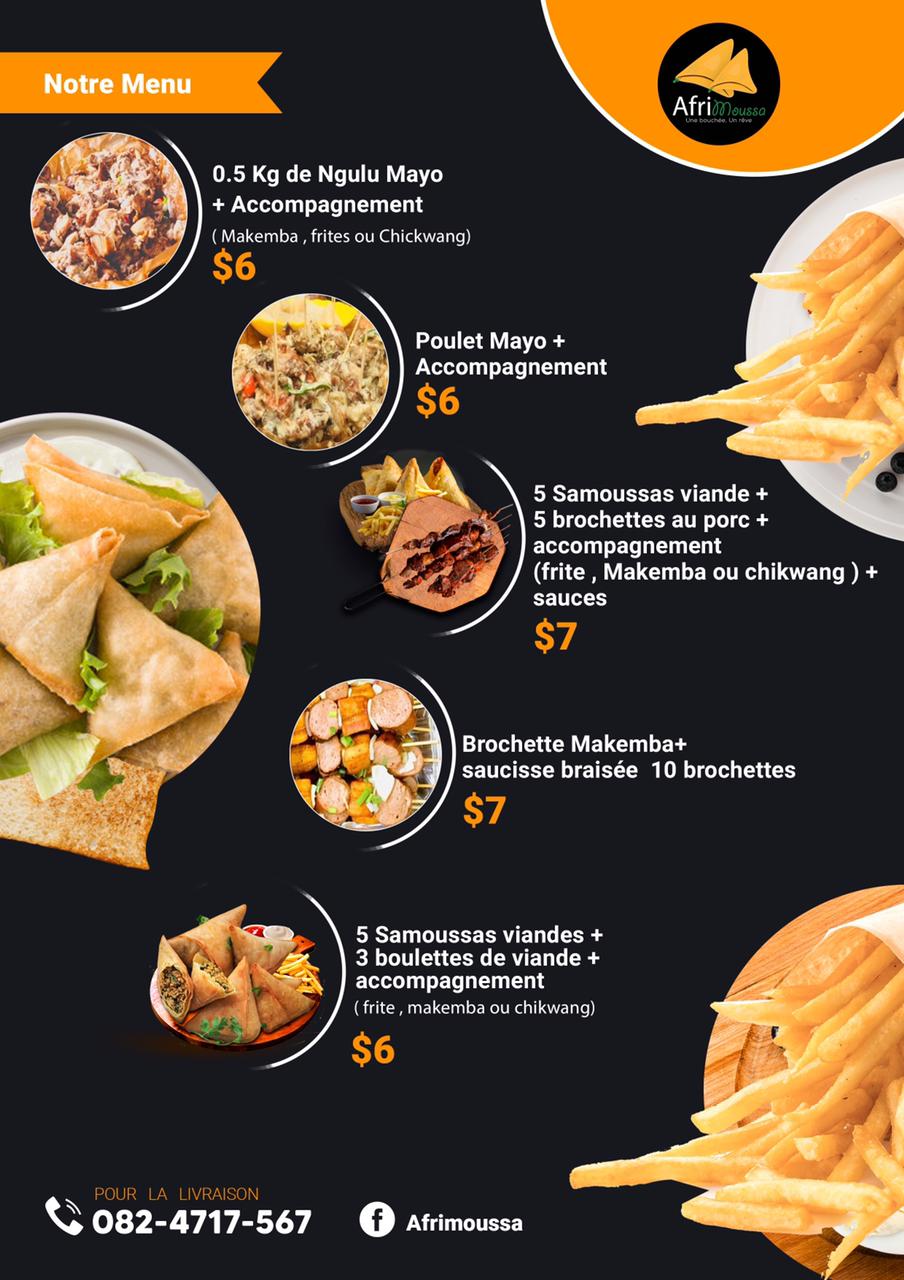 Notre Menu
AfriMoussa
Une bouchée. Un rêve
0.5 Kg de Ngulu Mayo
+ Accompagnement
( Makemba , frites ou Chickwang)
$6
Poulet Mayo +
Accompagnement
$6
5 Samoussas viande +
5 brochettes au porc +
accompagnement
(frite , Makemba ou chikwang ) +
sauces
$7
Brochette Makemba+
saucisse braisée 10 brochettes
$7
5 Samoussas viandes +
3 boulettes de viande +
accompagnement
( frite , makemba ou chikwang)
$6
POUR LA LIVRAISON
082-4717-567
Afrimoussa